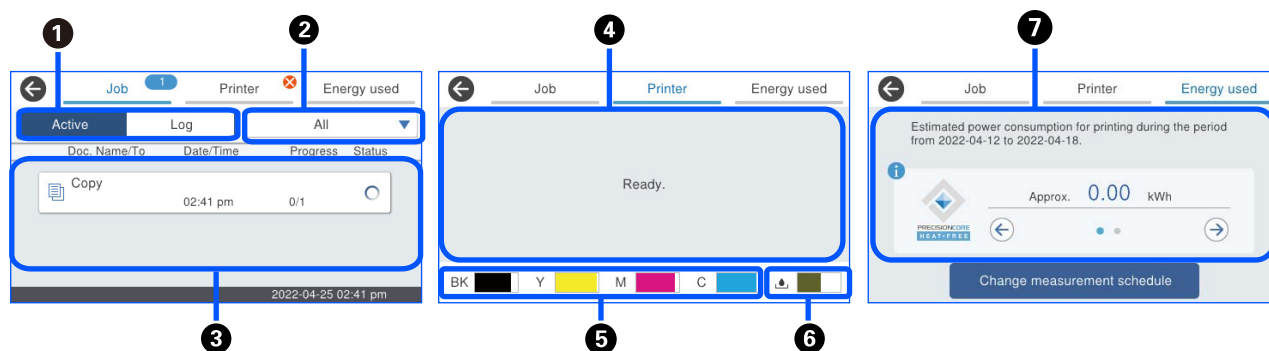 1
2
4
7
Job
1
Printer
Energy used
Active
Log
All
Doc. Name/To
Date/Time
Progress
Status
Copy
02:41 pm
0/1
2022-04-25 02:41 pm
3
Job
Printer
Energy used
Ready.
BK
Y
M
C
5
6
Job
Printer
Energy used
Estimated power consumption for printing during the period
from 2022-04-12 to 2022-04-18.
i
PRECISIONCORE
HEAT-FREE
Approx. 0.00 kWh
Change measurement schedule